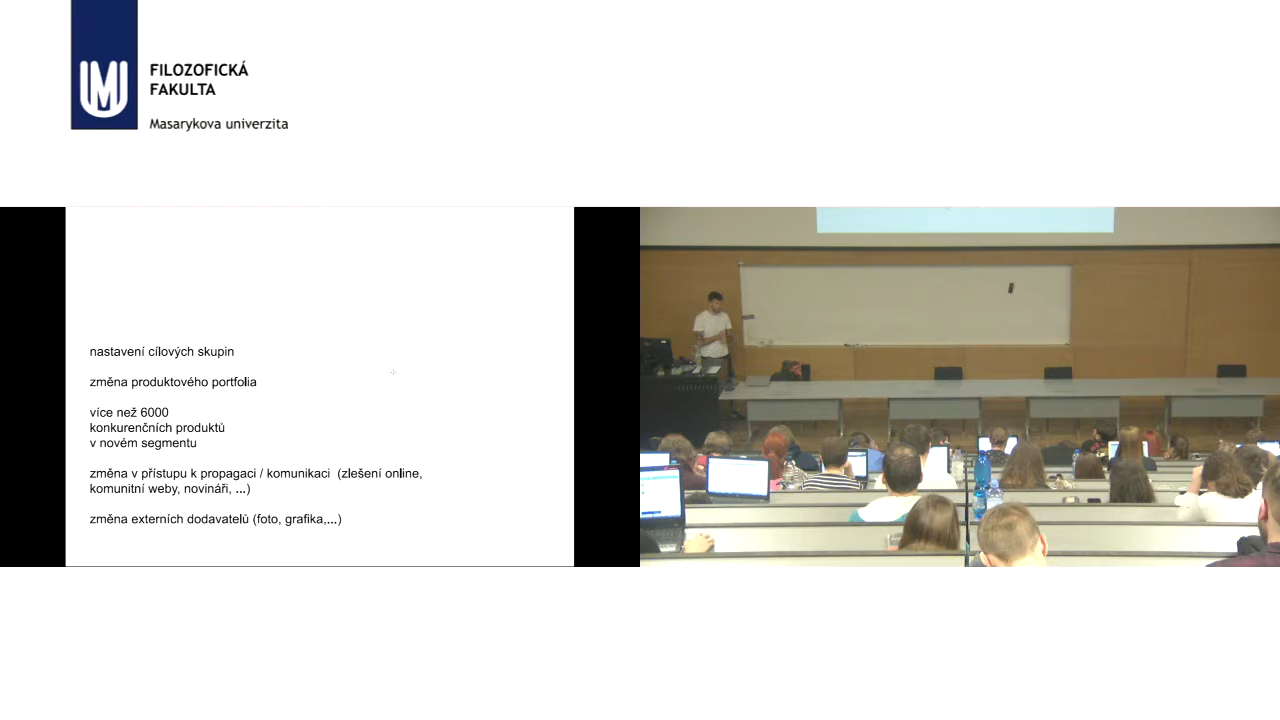 FILOZOFICKÁ
FAKULTA
Masarykova univerzita
nastavení cílových skupin
změna produktového portfolia
více než 6000
konkurenčních produktů
v novém segmentu
změna v přístupu k propagaci / komunikaci (zlešení online,
komunitní weby, novináři, ...)
změna externích dodavatelů (foto, grafika,...)